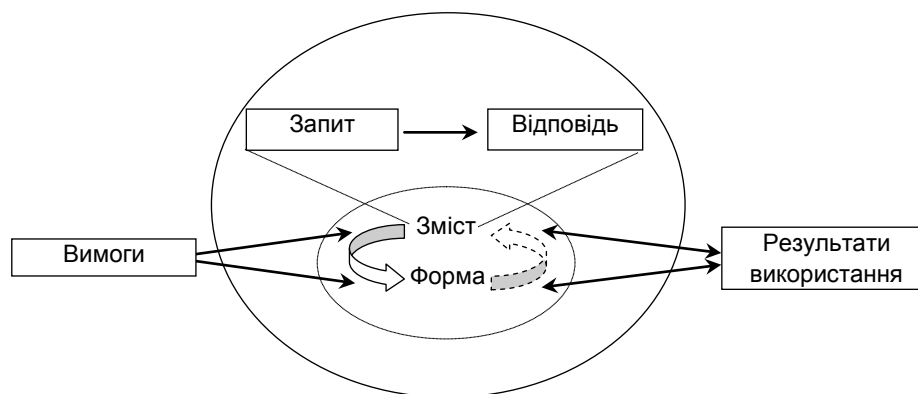 Запит
Відповідь
Зміст
Вимоги
Форма
Результати
використання